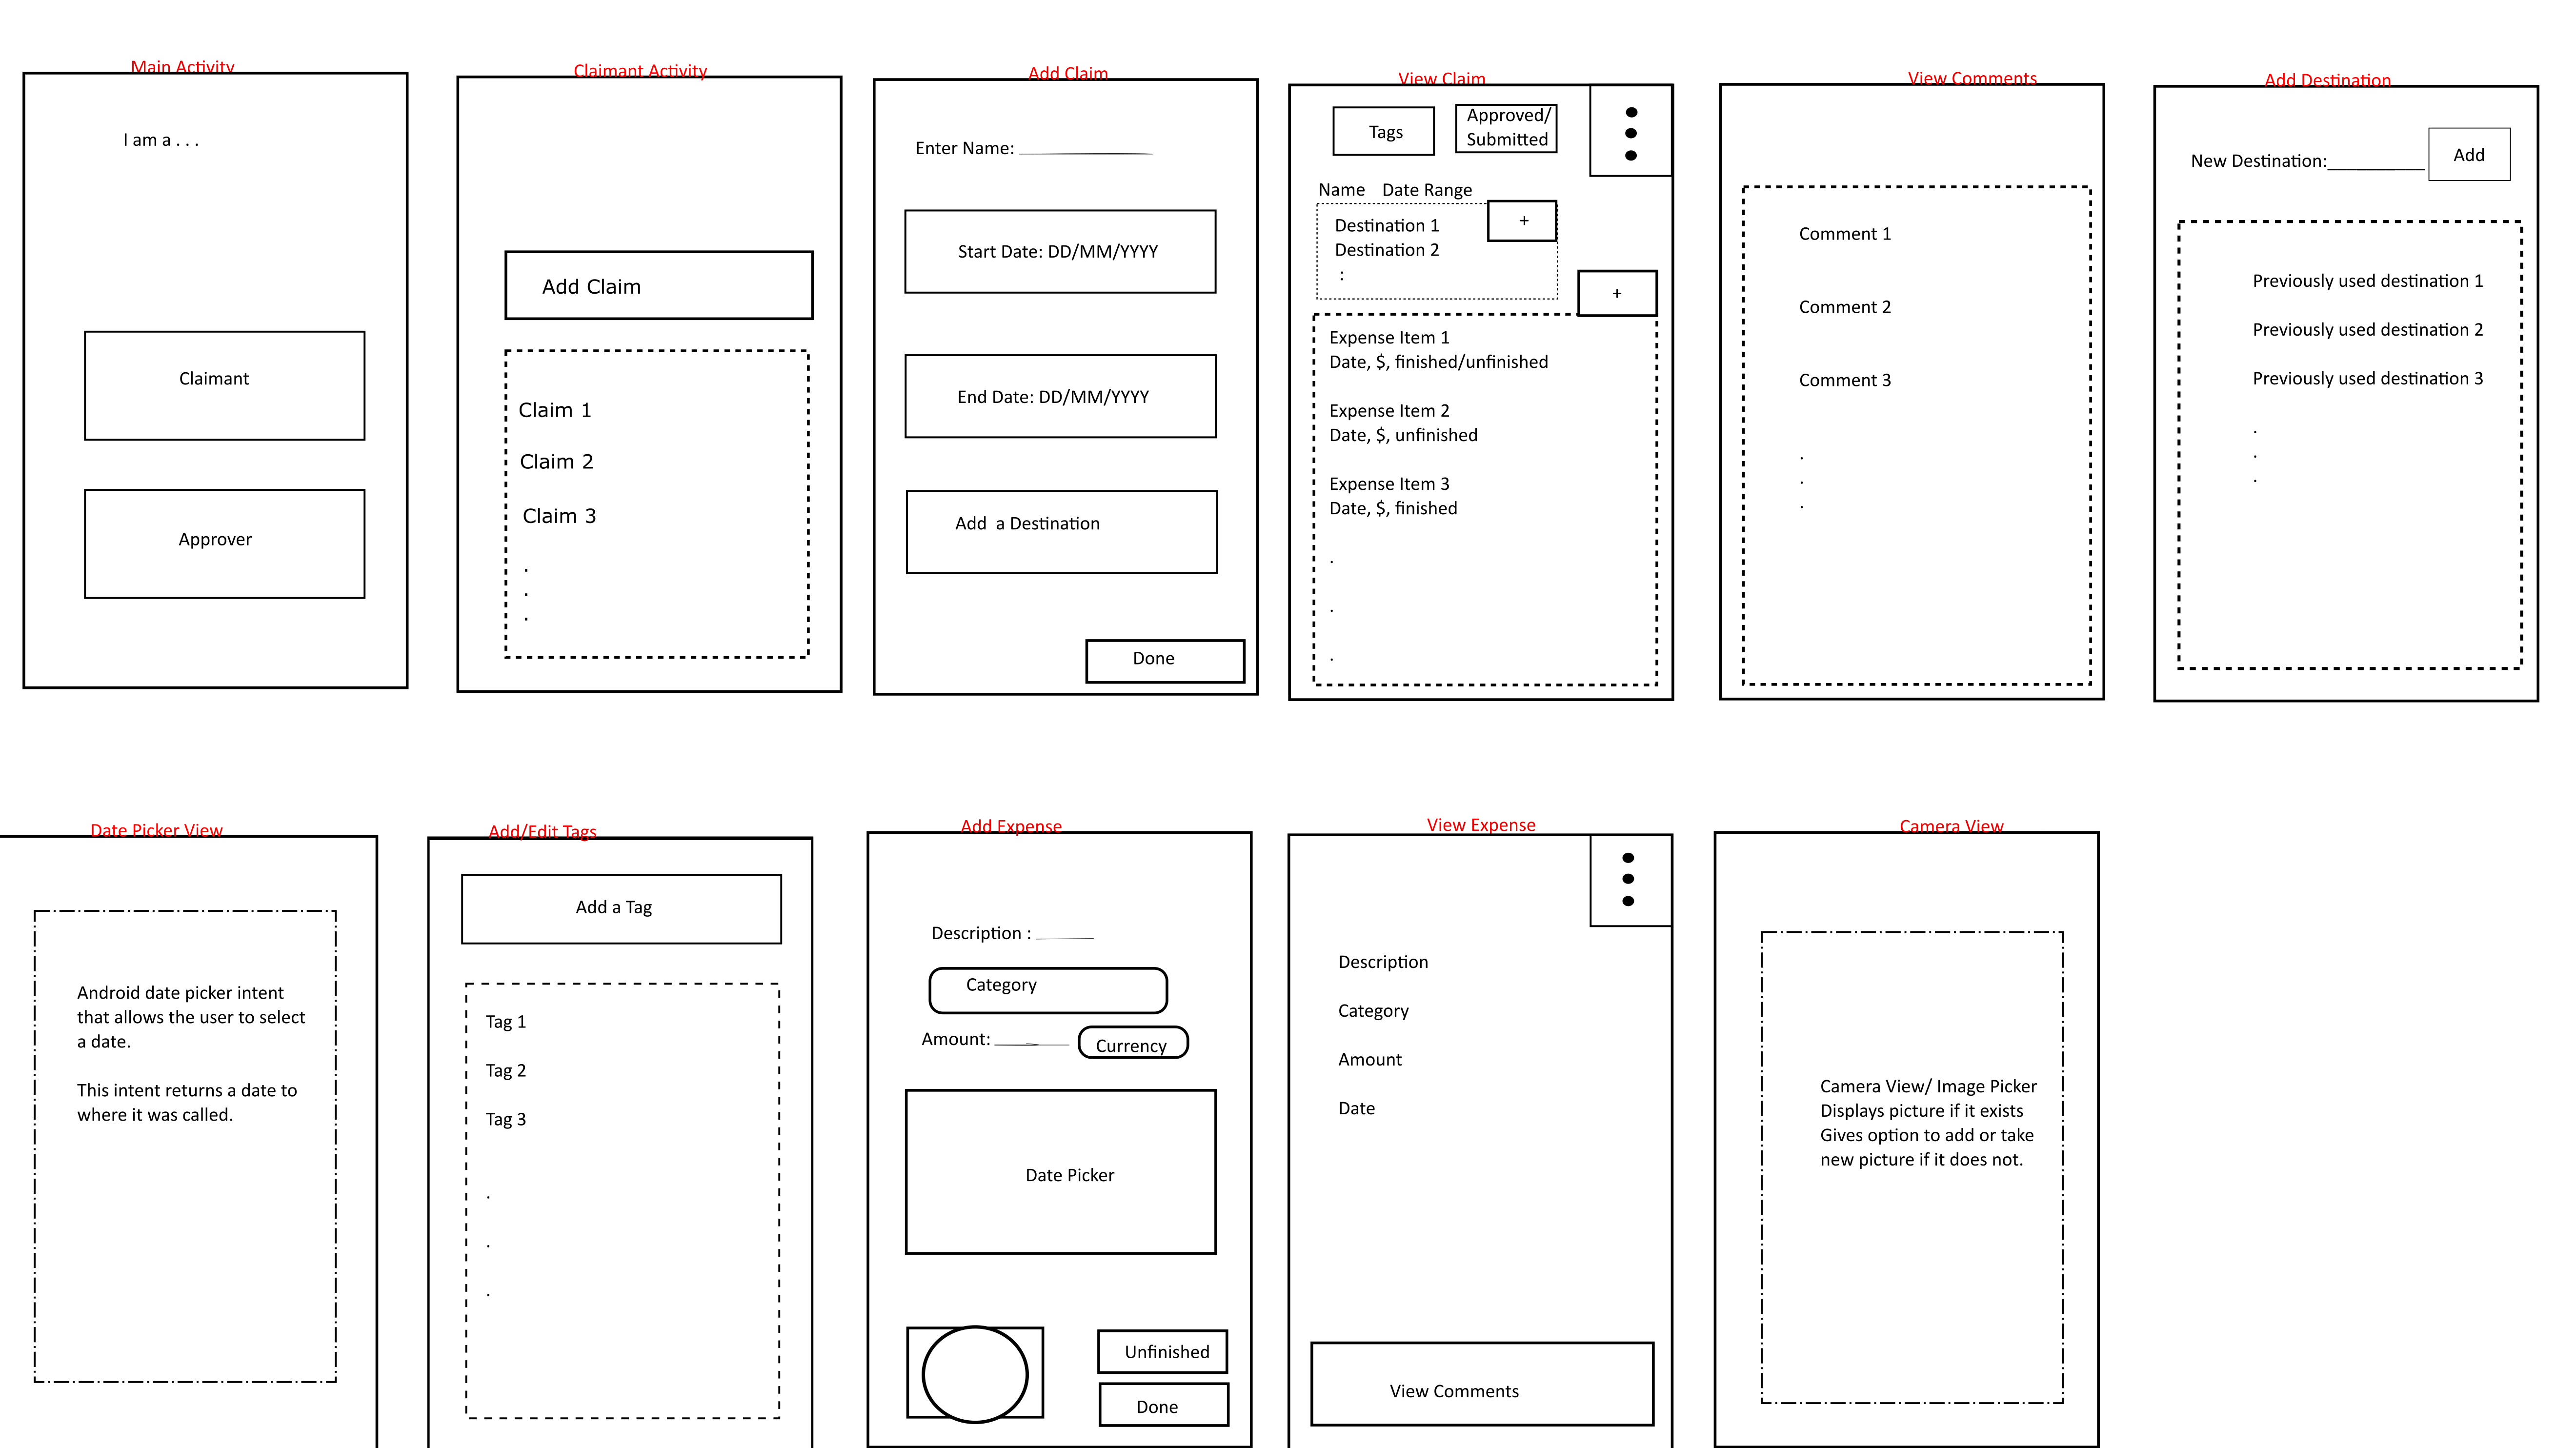 Main Activity
I am a . . .
Claimant
Approver
Claimant Activity
Add Claim
Claim 1
Claim 2
Claim 3
.
.
.
Add Claim
Enter Name:
Start Date: DD/MM/YYYY
End Date: DD/MM/YYYY
Add  a Destination
Done
View Claim
Tags
Approved/
Submitted
Name    Date Range
Destination 1
Destination 2
:
+
+
Expense Item 1
Date, $, finished/unfinished
Expense Item 2
Date, $, unfinished
Expense Item 3
Date, $, finished
.
.
.
View Comments
Comment 1
Comment 2
Comment 3
.
.
.
Add Destination
New Destination:
Add
Previously used destination 1
Previously used destination 2
Previously used destination 3
.
.
.
Date Picker View
Android date picker intent
that allows the user to select
a date.
This intent returns a date to
where it was called.
Add/Edit Tags
Add a Tag
Tag 1
Tag 2
Tag 3
.
.
.
Add Expense
Description :
Category
Amount:
Currency
Date Picker
Unfinished
Done
View Expense
Description
Category
Amount
Date
View Comments
Camera View
Camera View/ Image Picker
Displays picture if it exists
Gives option to add or take
new picture if it does not.